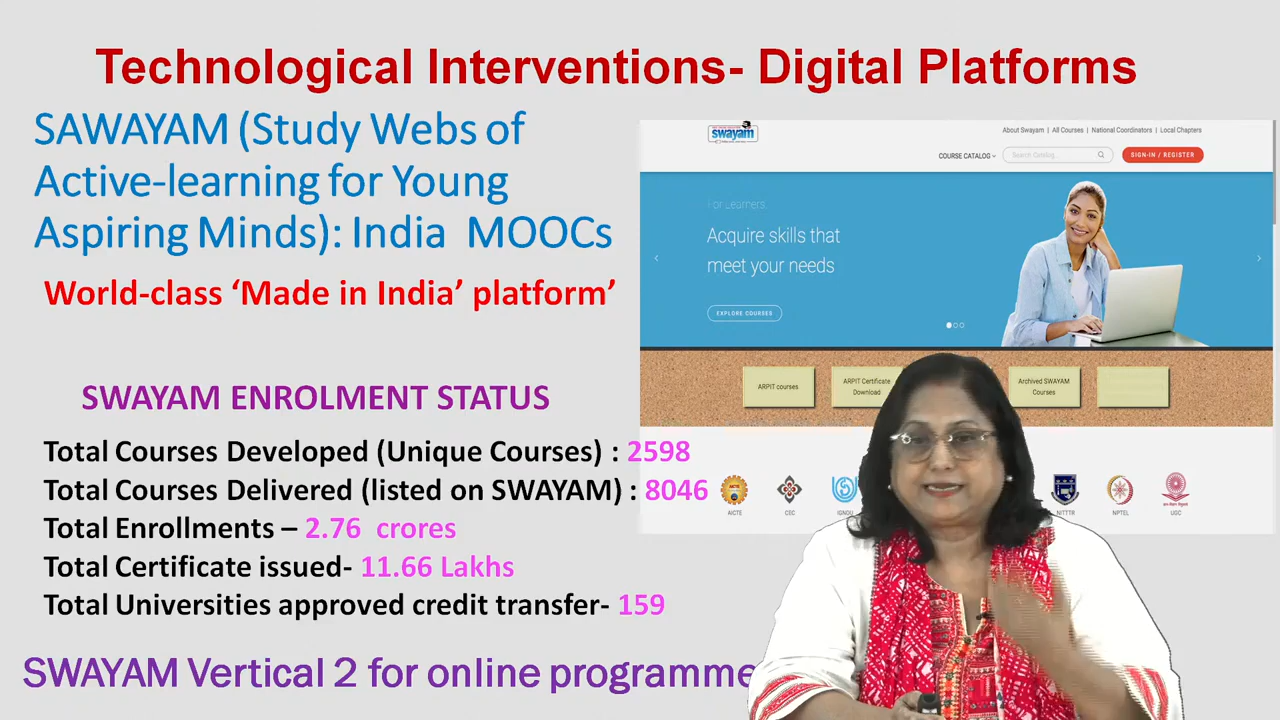 Technological Interventions- Digital Platforms
SAWAYAM (Study Webs of
Active-learning for Young
Aspiring Minds): India MOOCs
World-class ‘Made in India’ platform’
SWAYAM ENROLMENT STATUS
Total Courses Developed (Unique Courses) : 2598
Total Courses Delivered (listed on SWAYAM) : 8046
Total Enrollments – 2.76 crores
Total Certificate issued- 11.66 Lakhs
Total Universities approved credit transfer- 159
SWAYAM Vertical 2 for online programme
swayam
About Swayam | All Courses | National Coordinators | Local Chapters
COURSE CATALOG
Search Catalog...
SIGN-IN / REGISTER
For Learners
Acquire skills that
meet your needs
EXPLORE COURSES
ARPIT courses
ARPIT Certificate
Download
Archived SWAYAM
Courses
AICTE CEC IGNOU NITTTR NPTEL UGC